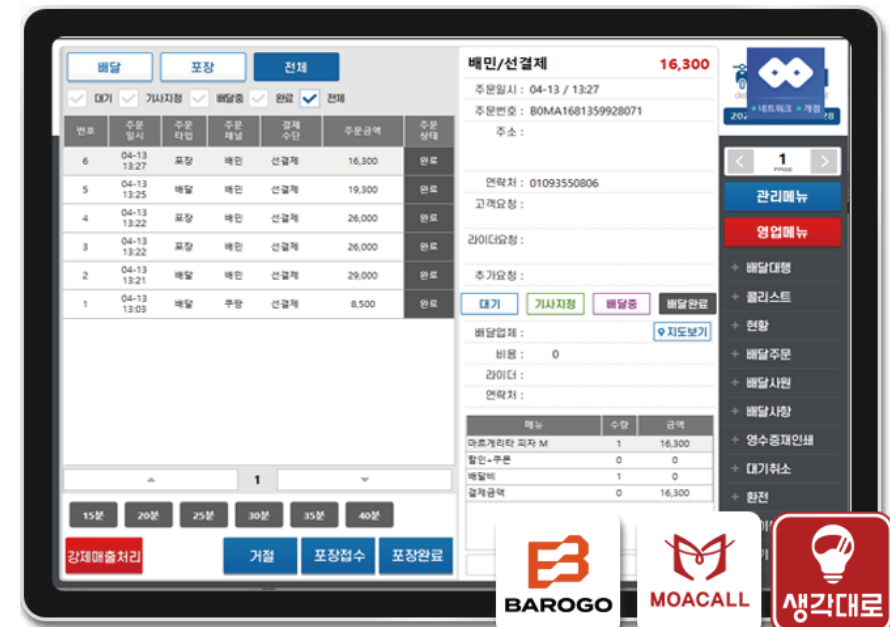 배달 포장 전체
대기 기사지정 배달중 완료 전체
번호 주문일시 주문타입 주문채널 결제수단 주문금액 주문상태
6 04-13 13:27 포장 배민 선결제 16,300 완료
5 04-13 13:25 배달 배민 선결제 19,300 완료
4 04-13 13:22 포장 배민 선결제 26,000 완료
3 04-13 13:22 포장 배민 선결제 26,000 완료
2 04-13 13:21 배달 배민 선결제 29,000 완료
1 04-13 13:03 배달 쿠팡 선결제 8,500 완료
1
15분 20분 25분 30분 35분 40분
강제매출처리 거절 포장접수 포장완료
배민/선결제 16,300
주문일시 : 04-13 / 13:27
주문번호 : B0MA1681359928071
주소 :
연락처 : 01093550806
고객요청 :
라이더요청 :
추가요청 :
대기 기사지정 배달중 배달완료
배달업체 : 지도보기
비용 : 0
라이더 :
연락처 :
메뉴 수량 금액
마르게리타 피자 M 1 16,300
할인+쿠폰 0 0
배달비 1 0
결제금액 0 16,300
네트워크 개점
202 28
1
PAGE
관리메뉴
영업메뉴
+ 배달대행
+ 콜리스트
+ 현황
+ 배달주문
+ 배달사원
+ 배달사항
+ 영수증재인쇄
+ 대기취소
+ 환전
BAROGO
MOACALL
생각대로